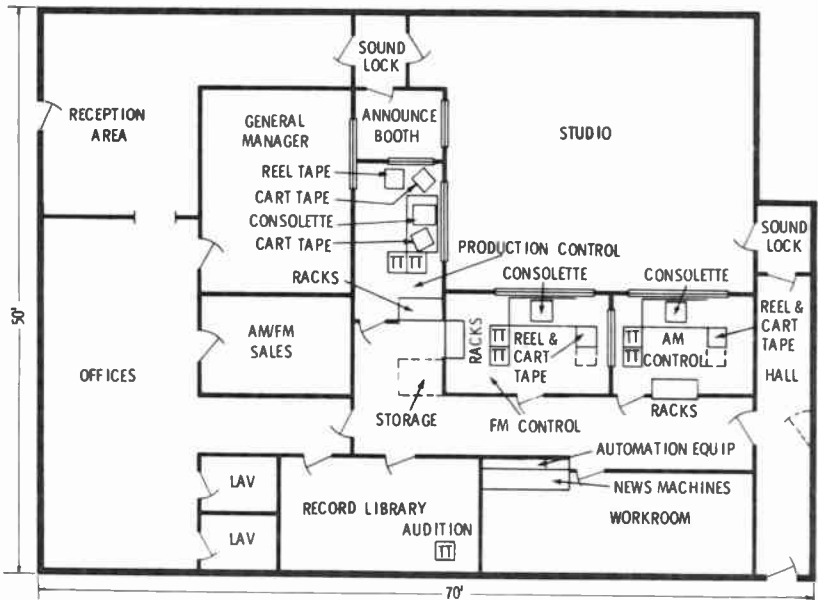 SOUND
LOCK
RECEPTION
AREA
GENERAL
MANAGER
ANNOUNCE
BOOTH
STUDIO
REEL TAPE
CART TAPE
CONSOLETTE
CART TAPE
TT TT
RACKS
PRODUCTION CONTROL
CONSOLETTE
CONSOLETTE
SOUND
LOCK
50'
AM/FM
SALES
OFFICES
RACKS
TT
TT
REEL &
CART
TAPE
TT
TT
AM
CONTROL
REEL &
CART
TAPE
HALL
STORAGE
FM CONTROL
RACKS
AUTOMATION EQUIP
NEWS MACHINES
WORKROOM
LAV
LAV
RECORD LIBRARY
AUDITION
TT
70'